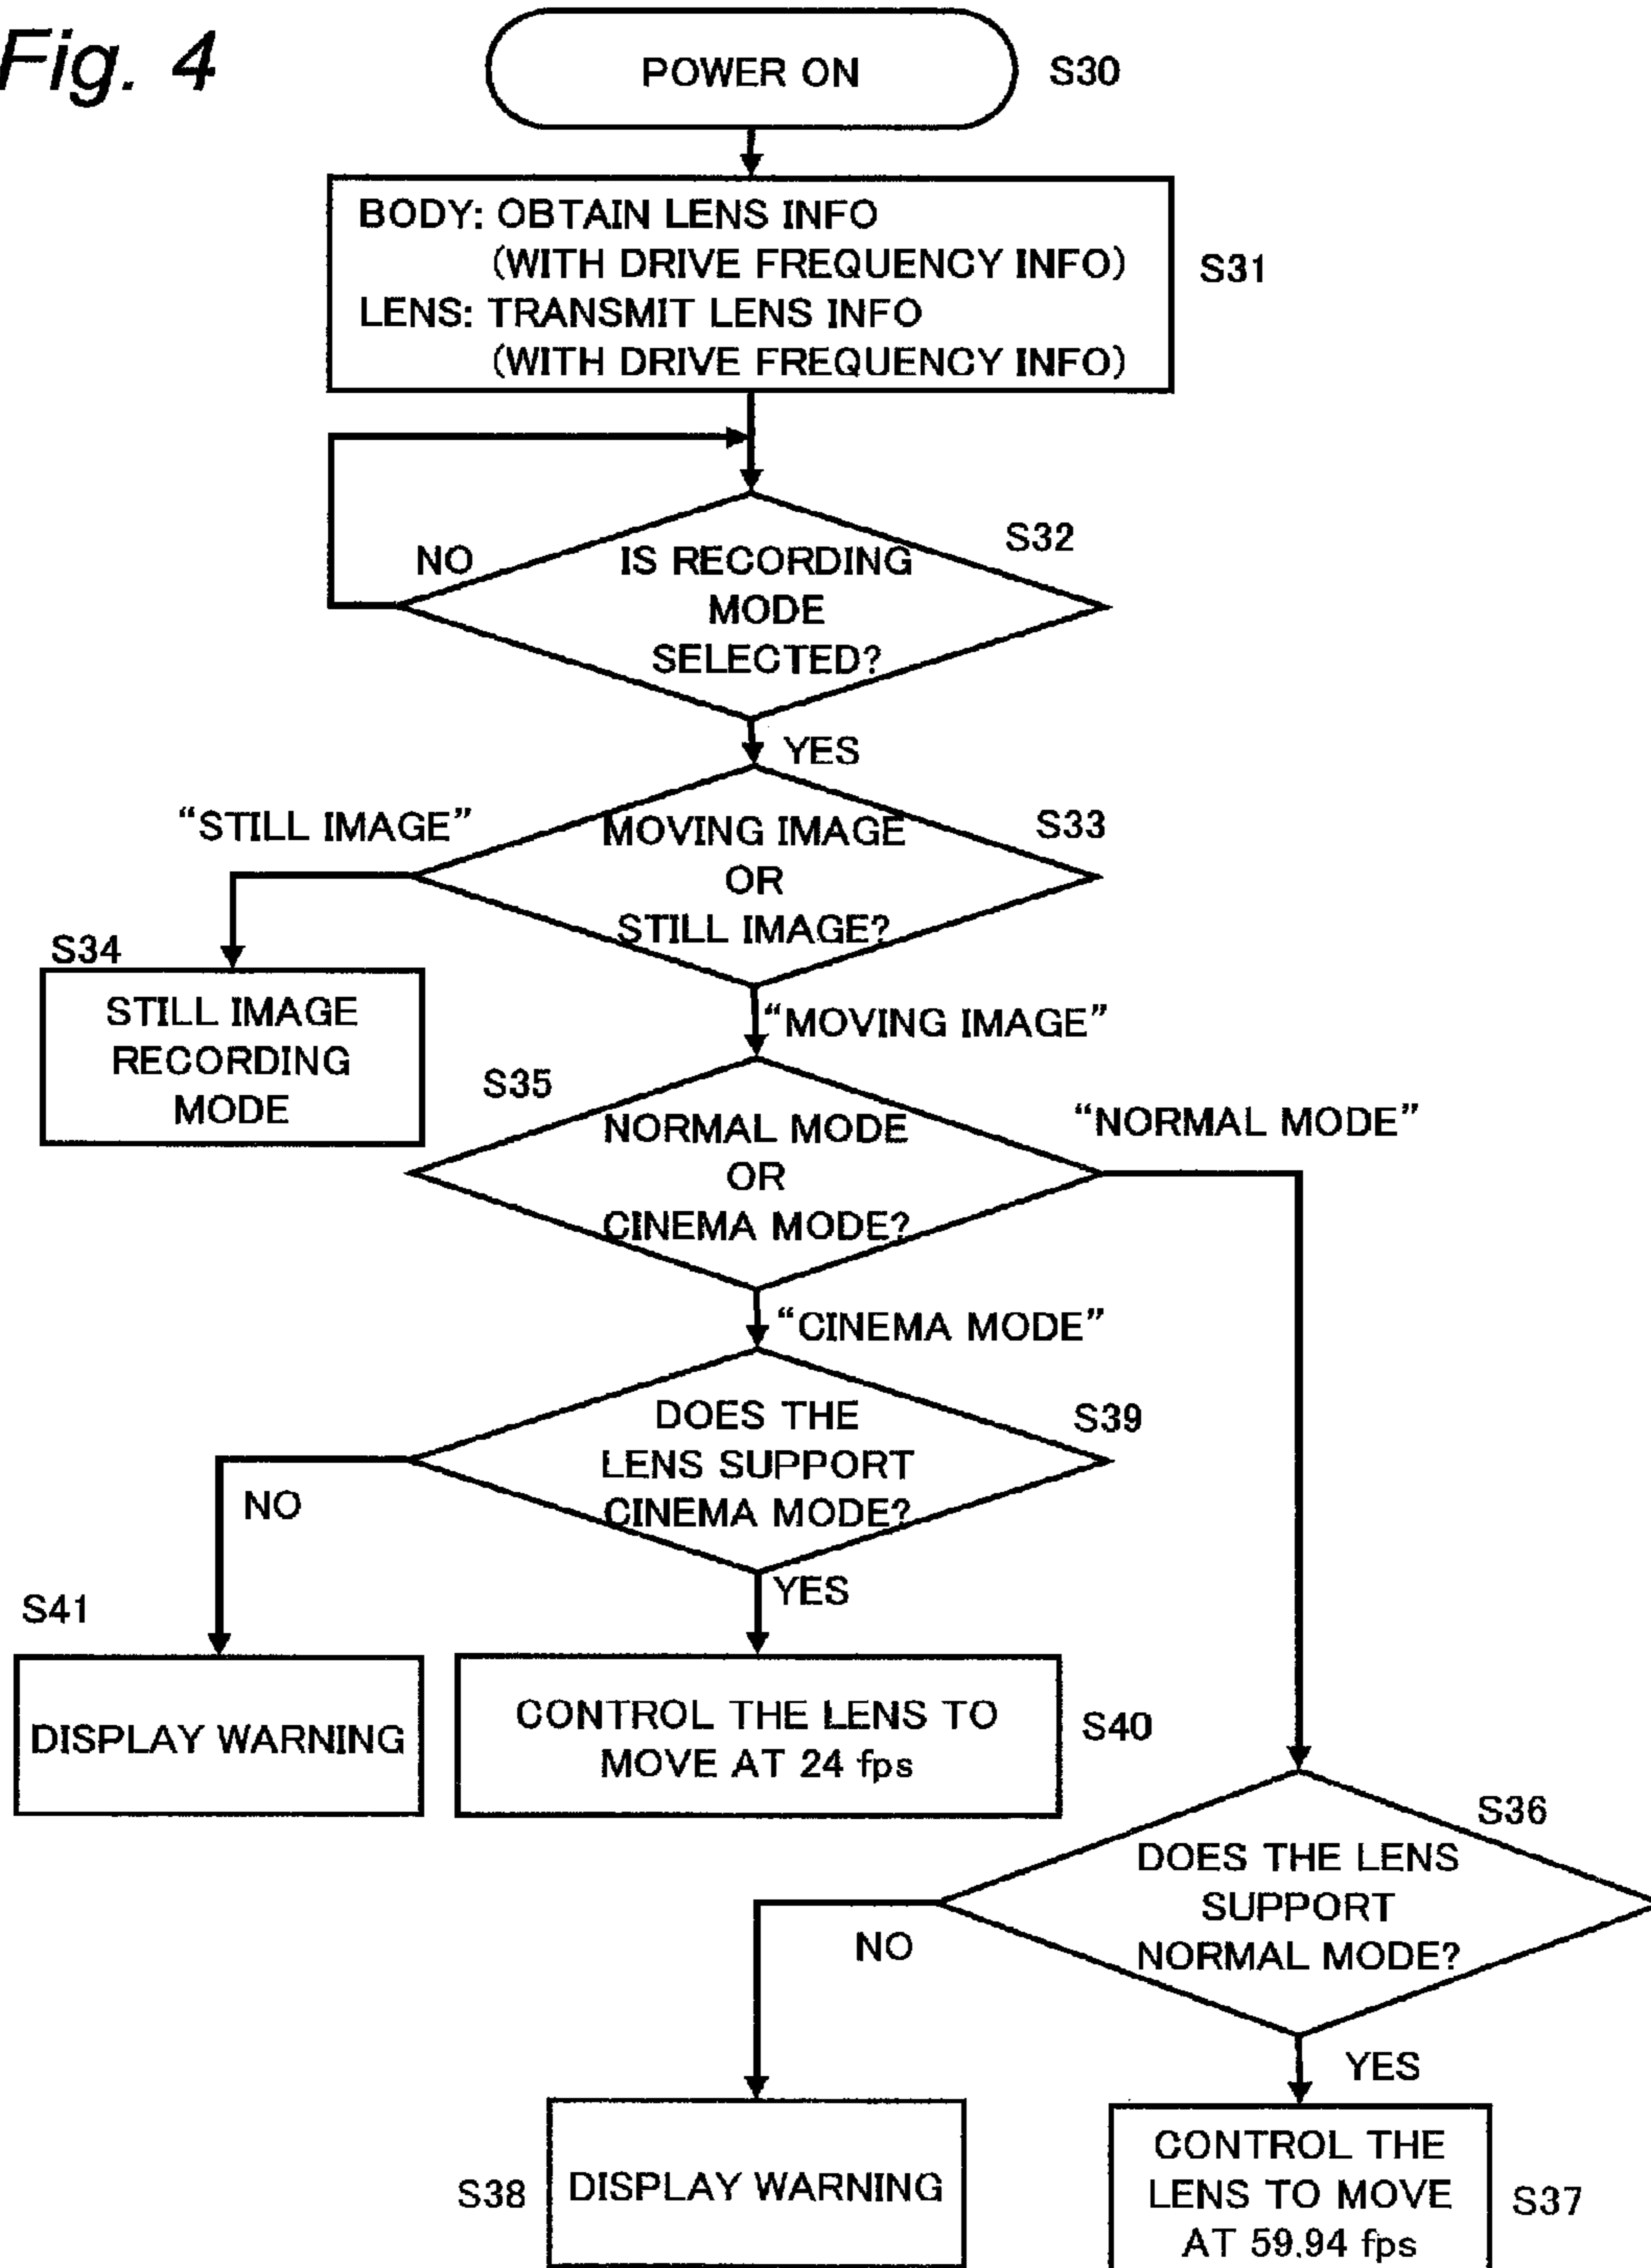 Fig. 4
POWER ON
S30
BODY: OBTAIN LENS INFO
(WITH DRIVE FREQUENCY INFO)
LENS: TRANSMIT LENS INFO
(WITH DRIVE FREQUENCY INFO)
S31
S32
NO
IS RECORDING
MODE
SELECTED?
YES
"STILL IMAGE"
S33
MOVING IMAGE
OR
STILL IMAGE?
S34
STILL IMAGE
RECORDING
MODE
"MOVING IMAGE"
S35
NORMAL MODE
OR
CINEMA MODE?
"NORMAL MODE"
"CINEMA MODE"
S39
DOES THE
LENS SUPPORT
CINEMA MODE?
NO
YES
S41
DISPLAY WARNING
CONTROL THE LENS TO
MOVE AT 24 fps
S40
S36
DOES THE LENS
SUPPORT
NORMAL MODE?
NO
YES
S38
DISPLAY WARNING
CONTROL THE
LENS TO MOVE
AT 59.94 fps
S37